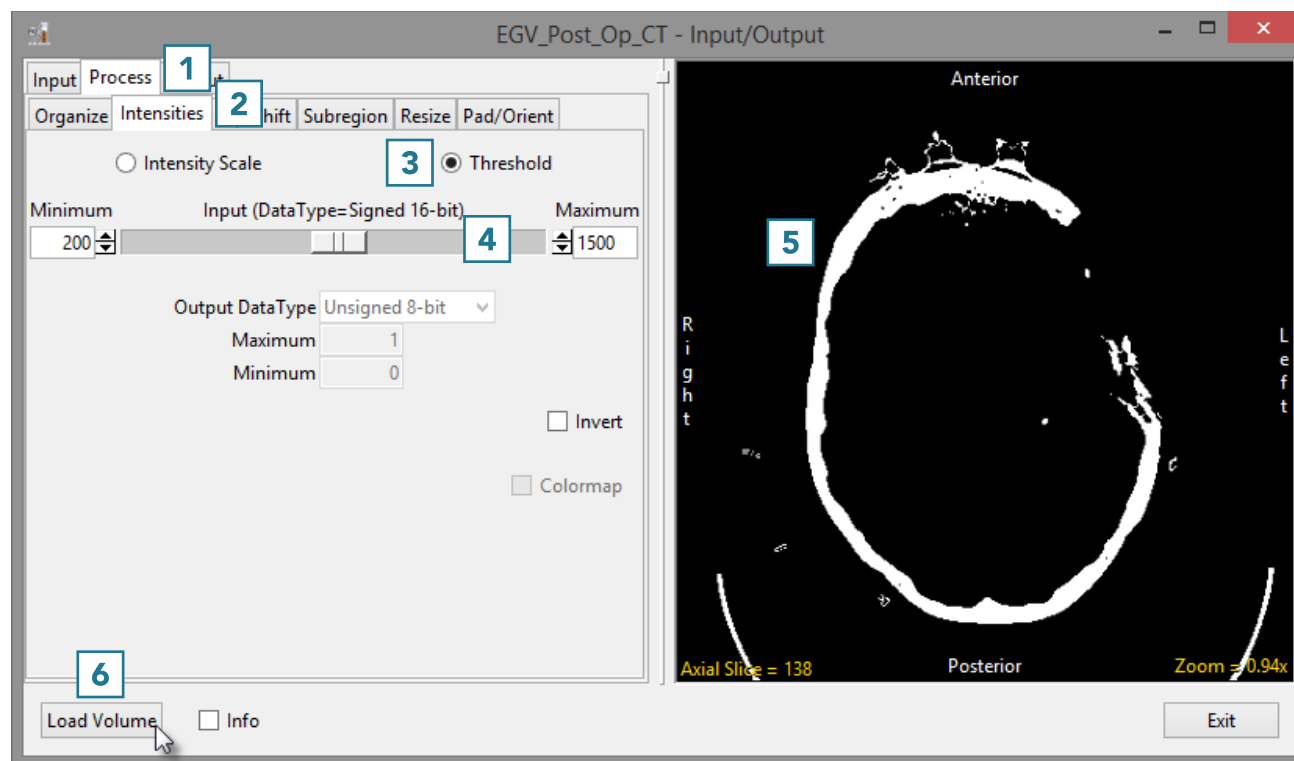 EGV_Post_Op_CT - Input/Output
Input Process 1
Organize Intensities 2 hift Subregion Resize Pad/Orient
Intensity Scale 3 Threshold
Minimum Input (DataType=Signed 16-bit) Maximum
200 4 1500
Output DataType Unsigned 8-bit
Maximum 1
Minimum 0
Invert
Colormap
6
Load Volume Info
Anterior
5
Right
Left
Axial Slice = 138 Posterior Zoom = 0.94x
Exit